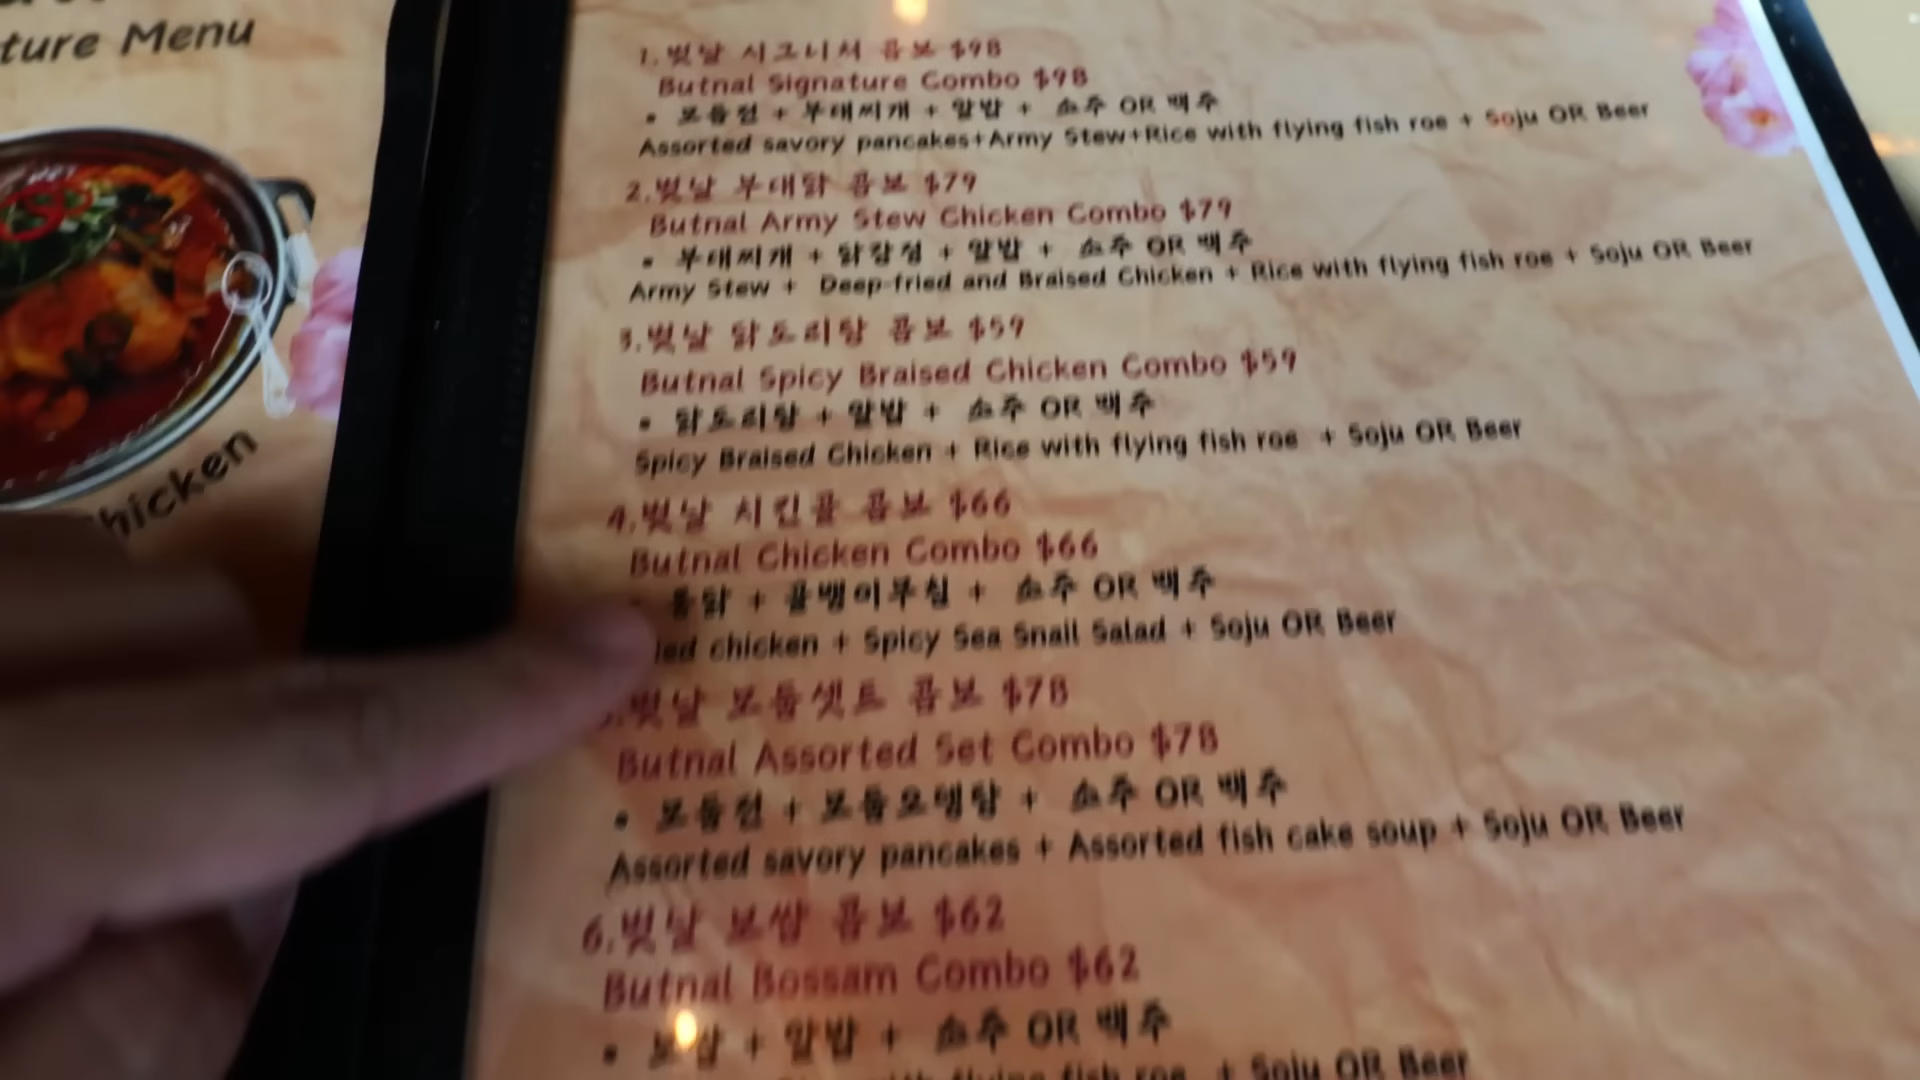 ture Menu
hicken
1.벚날 시그니처 콤보 $98
Butnal Signature Combo $98
• 모듬전 + 부대찌개 + 알밥 + 소주 OR 맥주
Assorted savory pancakes+Army Stew+Rice with flying fish roe + Soju OR Beer
2.벚날 부대닭 콤보 $79
Butnal Army Stew Chicken Combo $79
• 부대찌개 + 닭강정 + 알밥 + 소주 OR 맥주
Army Stew + Deep-fried and Braised Chicken + Rice with flying fish roe + Soju OR Beer
3.벚날 닭도리탕 콤보 $59
Butnal Spicy Braised Chicken Combo $59
• 닭도리탕 + 알밥 + 소주 OR 맥주
Spicy Braised Chicken + Rice with flying fish roe + Soju OR Beer
4.벚날 치킨골 콤보 $66
Butnal Chicken Combo $66
• 통닭 + 골뱅이무침 + 소주 OR 맥주
ied chicken + Spicy Sea Snail Salad + Soju OR Beer
.벚날 모듬셋트 콤보 $78
Butnal Assorted Set Combo $78
• 모듬전 + 모듬오뎅탕 + 소주 OR 맥주
Assorted savory pancakes + Assorted fish cake soup + Soju OR Beer
6.벚날 보쌈 콤보 $62
Butnal Bossam Combo $62
• 보쌈 + 알밥 + 소주 OR 맥주
with flying fish roe + Soju OR Beer